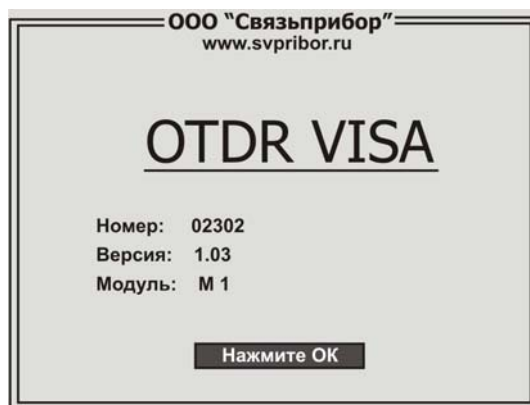 ООО “Связьприбор”
www.svpribor.ru
OTDR VISA
Номер: 02302
Версия: 1.03
Модуль: М 1
Нажмите ОК